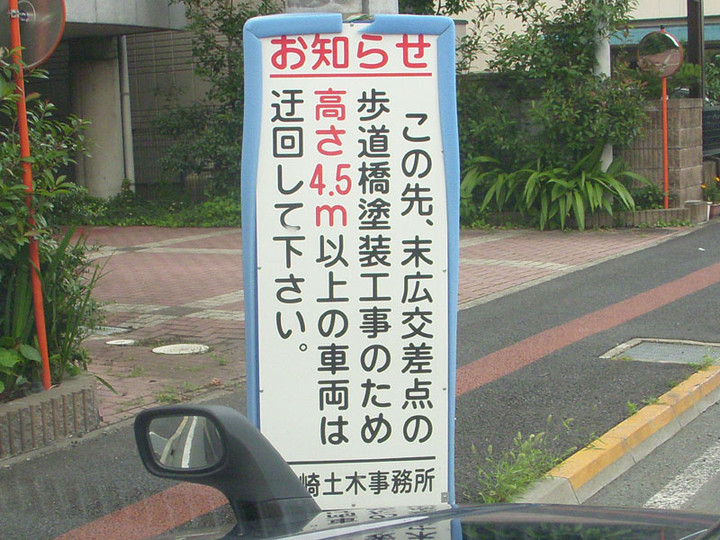 お知らせ
この先、末広交差点の
歩道橋塗装工事のため
高さ4.5m以上の車両は
迂回して下さい。
崎土木事務所